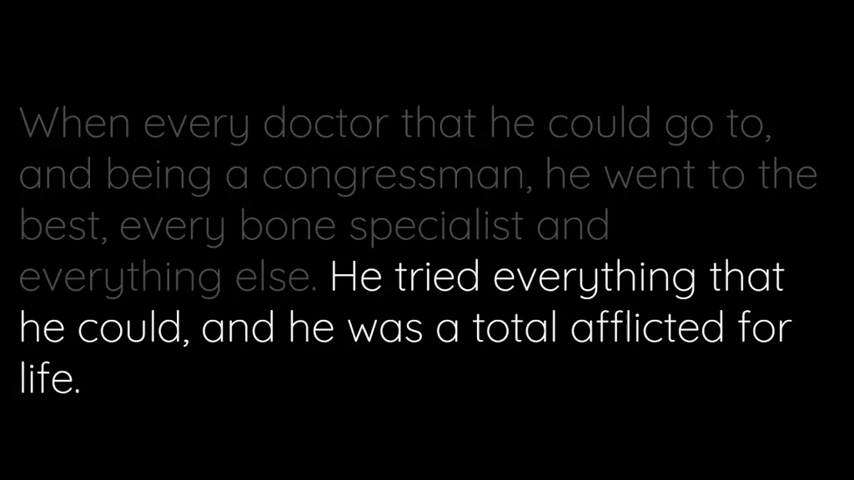 When every doctor that he could go to,
and being a congressman, he went to the
best, every bone specialist and
everything else. He tried everything that
he could, and he was a total afflicted for
life.